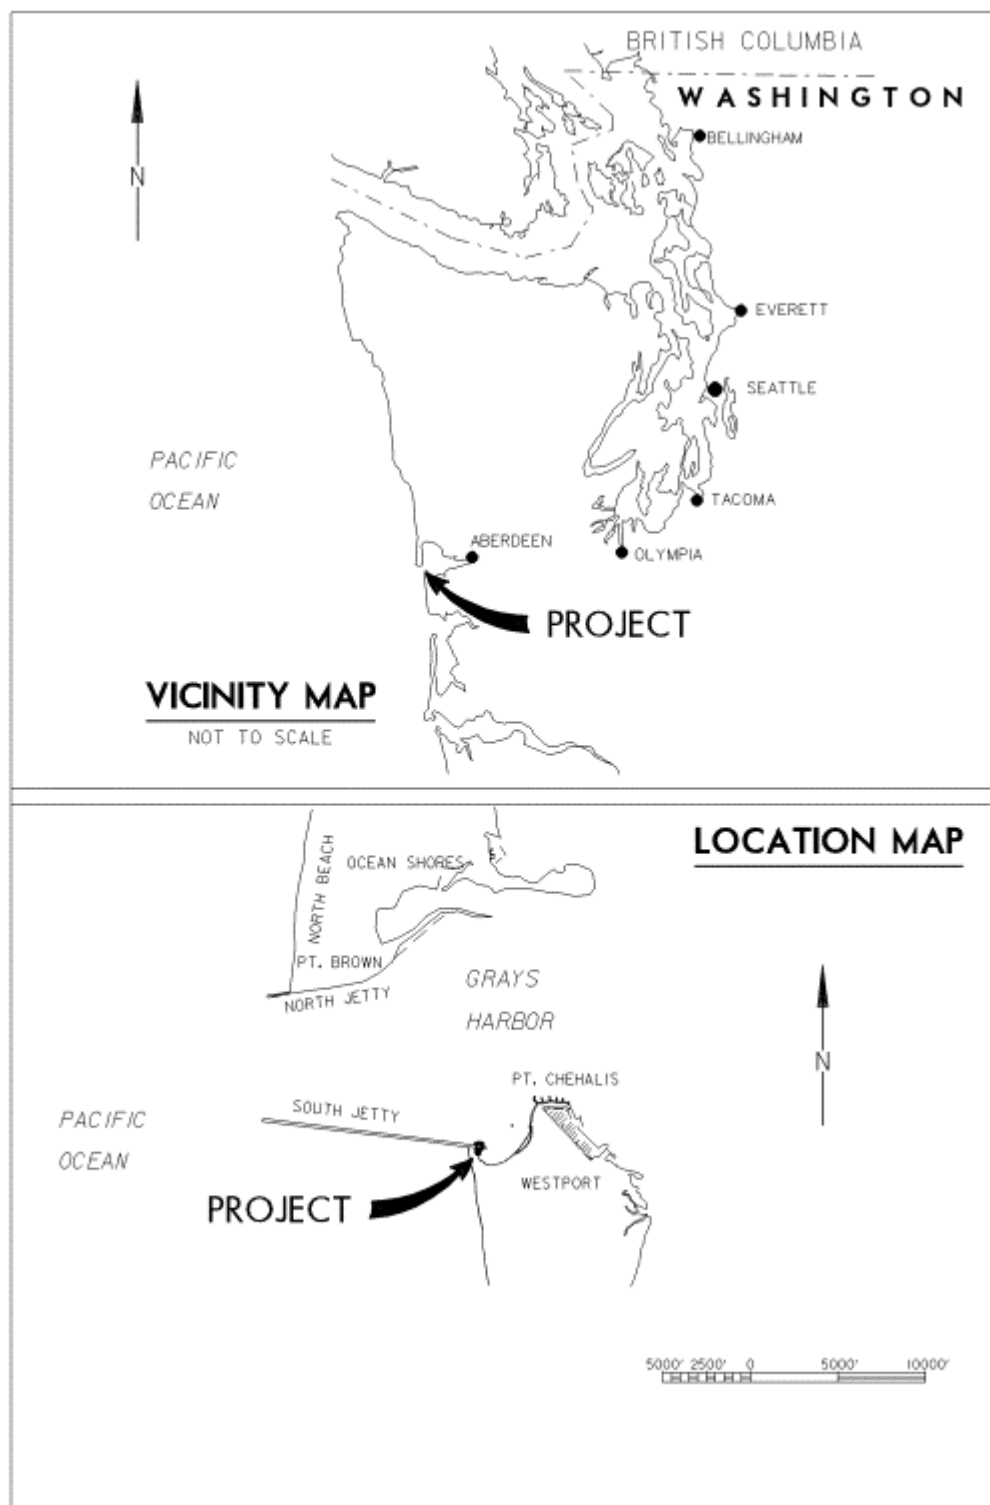 BRITISH COLUMBIA
WASHINGTON
BELLINGHAM
N
EVERETT
SEATTLE
PACIFIC
OCEAN
TACOMA
ABERDEEN
OLYMPIA
PROJECT
VICINITY MAP
NOT TO SCALE
LOCATION MAP
NORTH BEACH
OCEAN SHORES
PT. BROWN
NORTH JETTY
GRAYS
HARBOR
N
PT. CHEHALIS
SOUTH JETTY
PACIFIC
OCEAN
WESTPORT
PROJECT
5000' 2500' 0 5000' 10000'